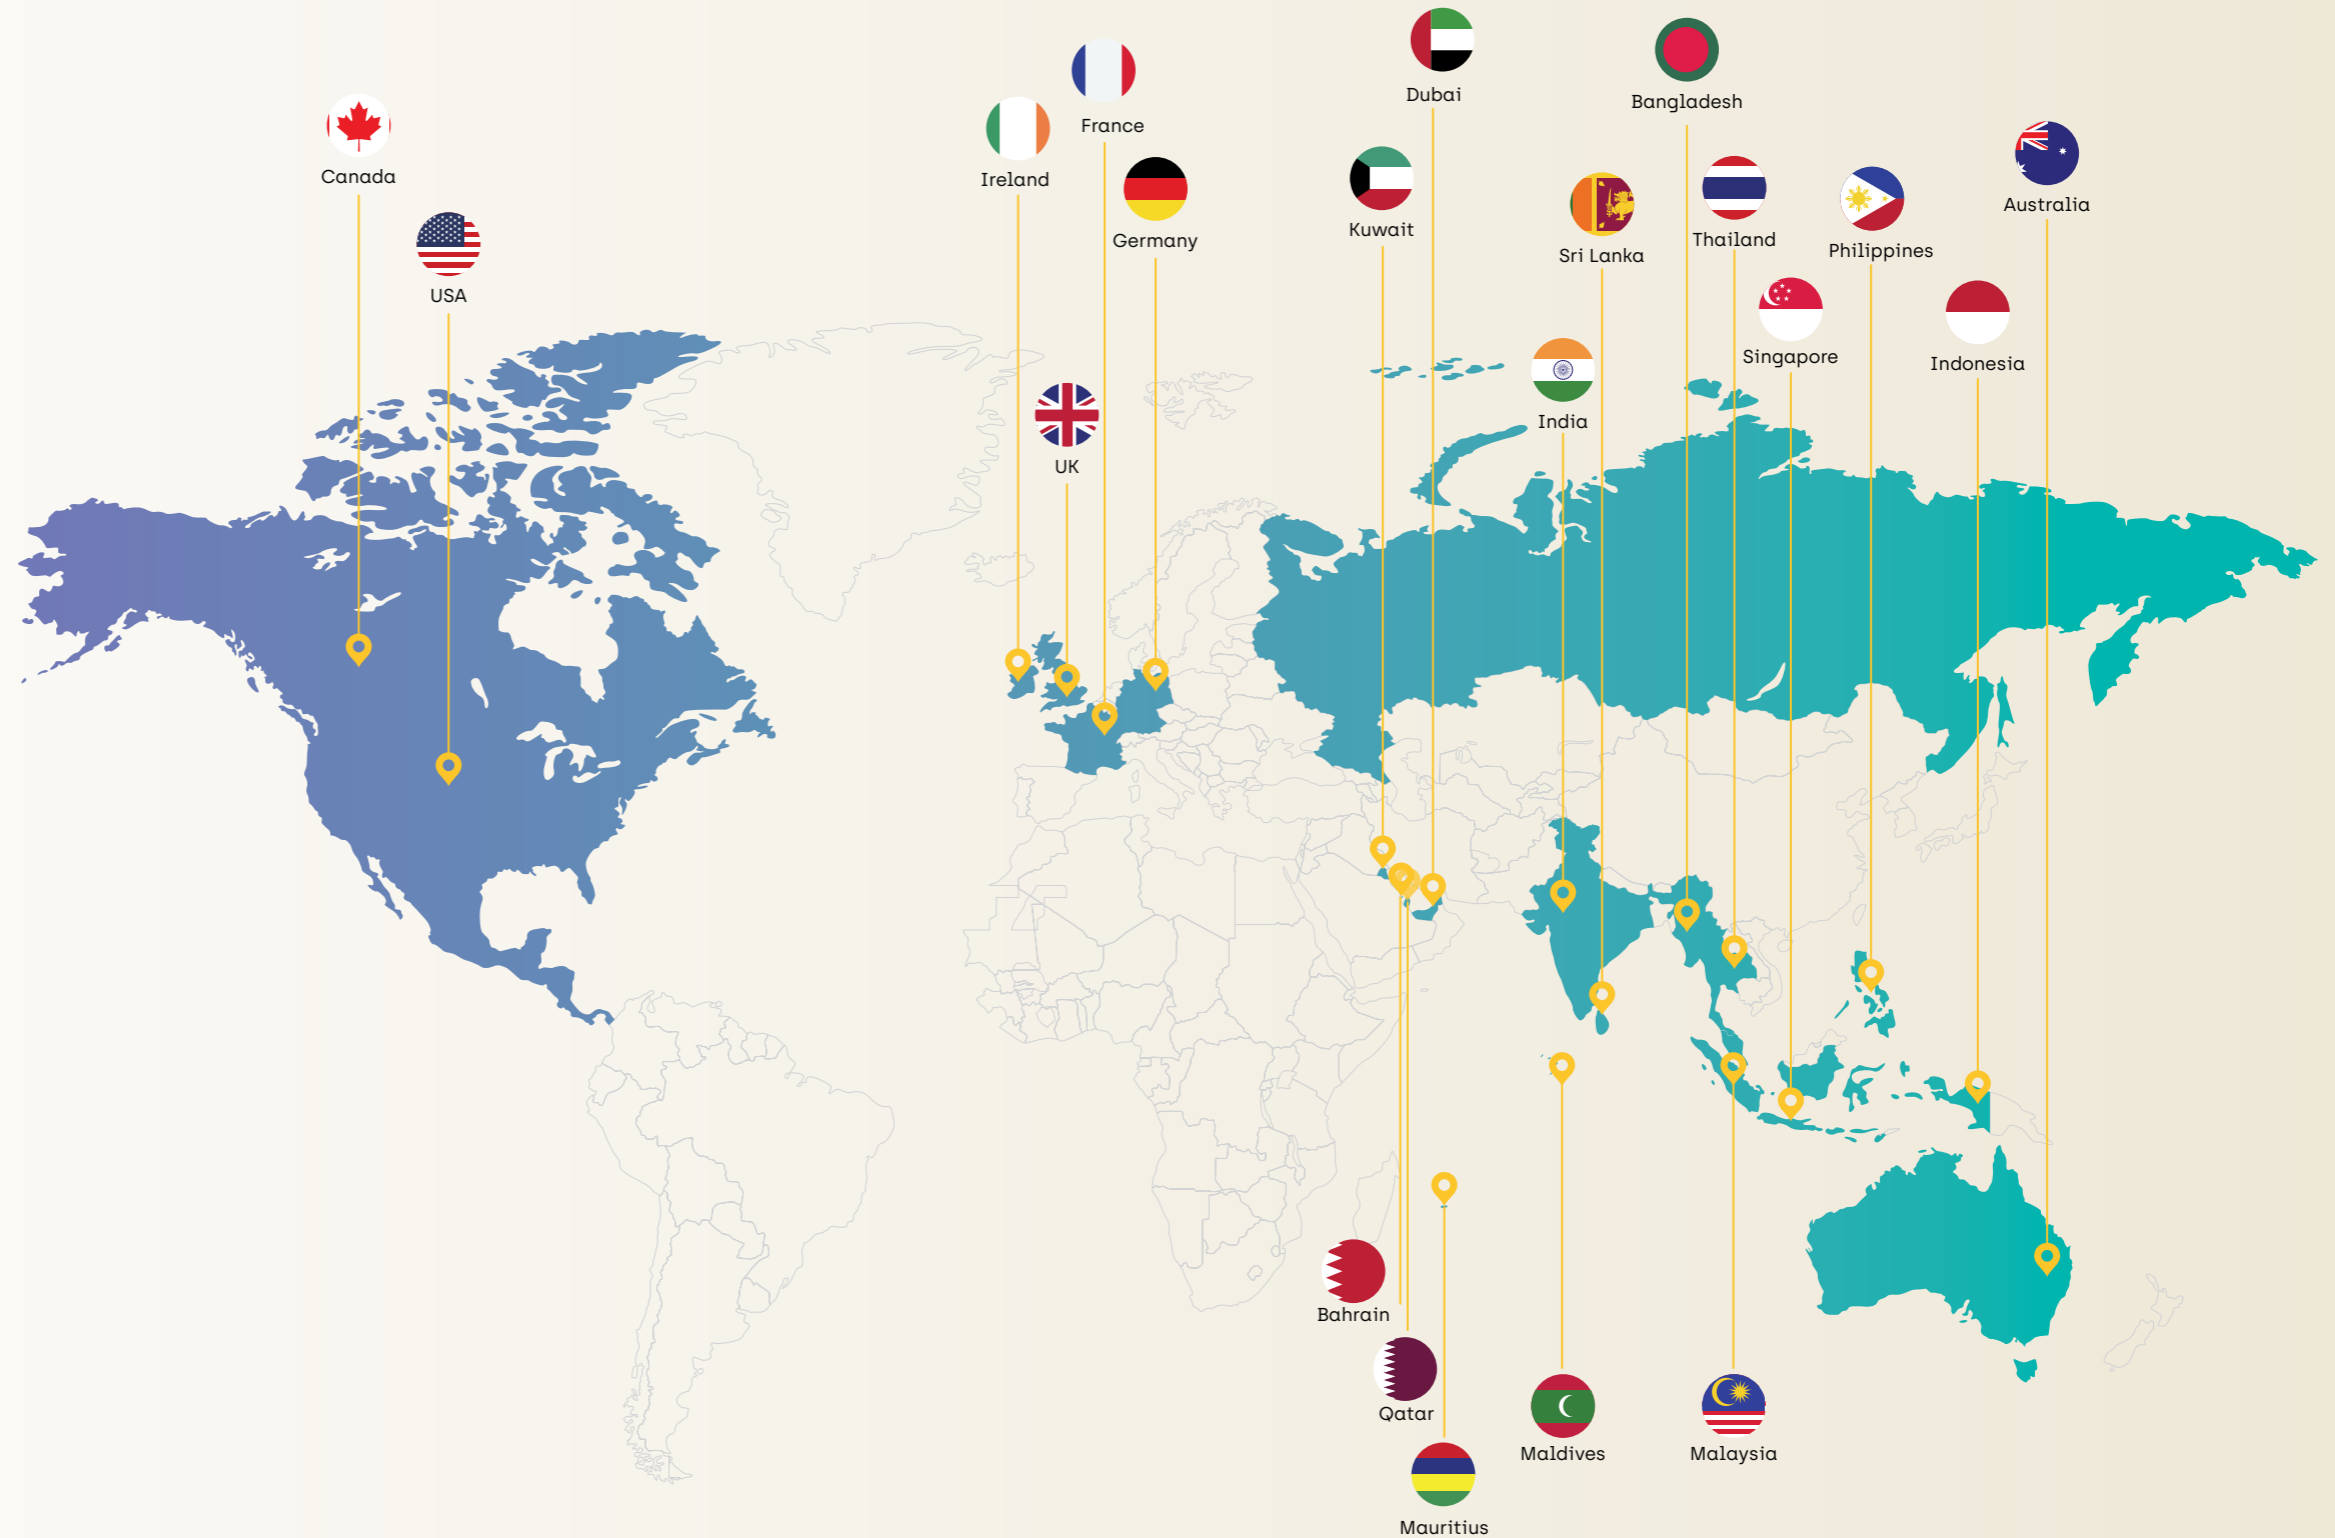 Dubai
Bangladesh
France
Canada
Ireland
Australia
Kuwait
Thailand
Germany
Philippines
Sri Lanka
USA
Singapore
Indonesia
India
UK
Bahrain
Qatar
Maldives
Malaysia
Mauritius